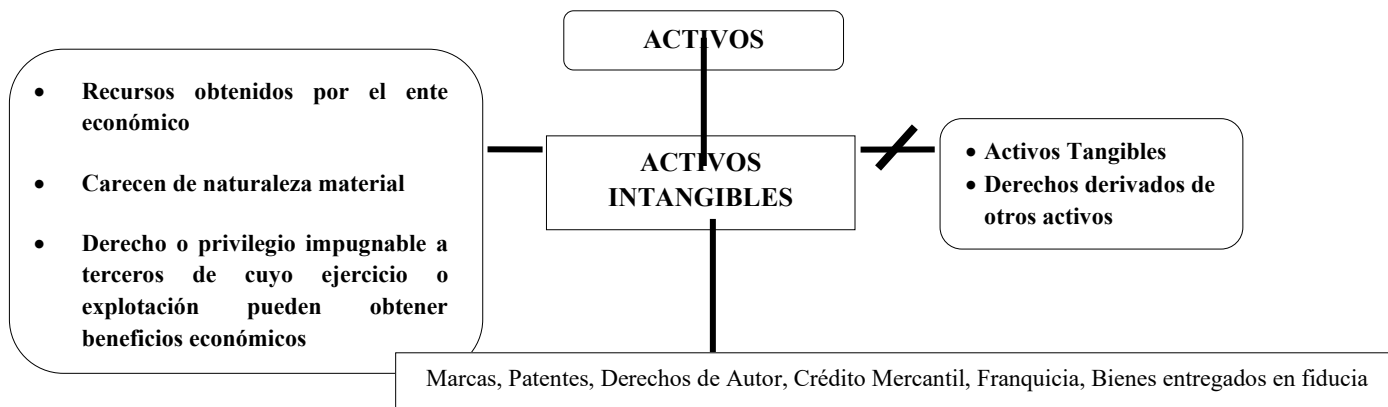 ACTIVOS
• Recursos obtenidos por el ente
económico
• Carecen de naturaleza material
• Derecho o privilegio impugnable a
terceros de cuyo ejercicio o
explotación pueden obtener
beneficios económicos
ACTIVOS
INTANGIBLES
• Activos Tangibles
• Derechos derivados de
otros activos
Marcas, Patentes, Derechos de Autor, Crédito Mercantil, Franquicia, Bienes entregados en fiducia